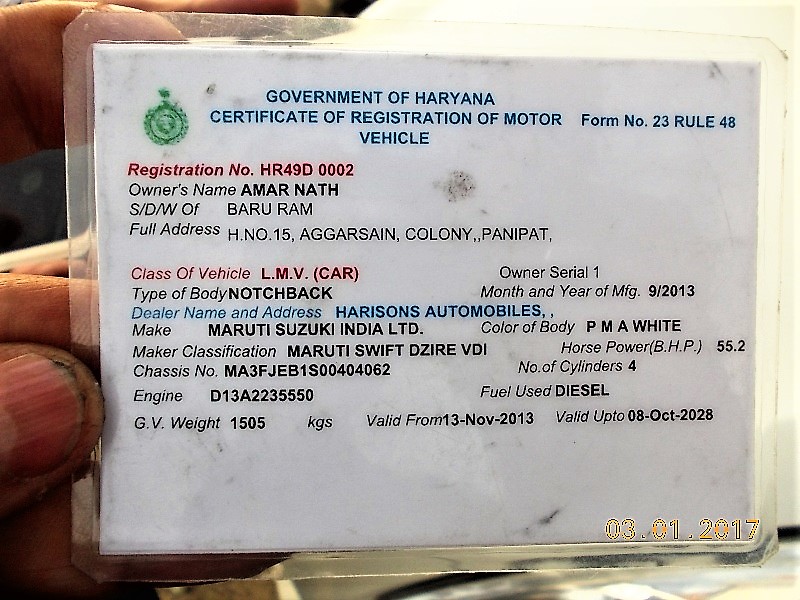 GOVERNMENT OF HARYANA
CERTIFICATE OF REGISTRATION OF MOTOR VEHICLE
Form No. 23 RULE 48
Registration No. HR49D 0002
Owner's Name AMAR NATH
S/D/W Of BARU RAM
Full Address H.NO.15, AGGARSAIN, COLONY,,PANIPAT,
Class Of Vehicle L.M.V. (CAR) Owner Serial 1
Type of Body NOTCHBACK Month and Year of Mfg. 9/2013
Dealer Name and Address HARISONS AUTOMOBILES, ,
Make MARUTI SUZUKI INDIA LTD. Color of Body P M A WHITE
Maker Classification MARUTI SWIFT DZIRE VDI Horse Power(B.H.P.) 55.2
Chassis No. MA3FJEB1S00404062 No.of Cylinders 4
Engine D13A2235550 Fuel Used DIESEL
G.V. Weight 1505 kgs Valid From 13-Nov-2013 Valid Upto 08-Oct-2028
03.01.2017